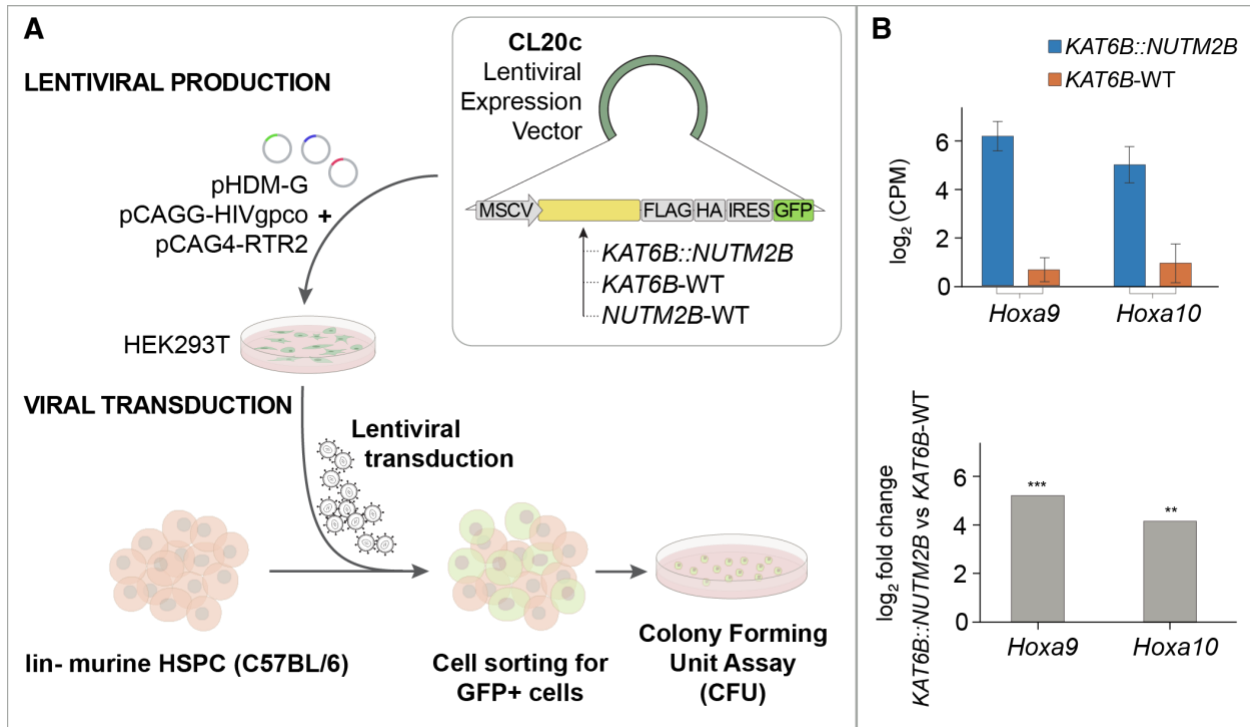 A
LENTIVIRAL PRODUCTION
pHDM-G
pCAGG-HIVgpco +
pCAG4-RTR2
HEK293T
CL20c
Lentiviral
Expression
Vector
MSCV FLAG HA IRES GFP
KAT6B::NUTM2B
KAT6B-WT
NUTM2B-WT
VIRAL TRANSDUCTION
Lentiviral
transduction
lin- murine HSPC (C57BL/6)
Cell sorting for
GFP+ cells
Colony Forming
Unit Assay
(CFU)
B
KAT6B::NUTM2B
KAT6B-WT
log₂ (CPM)
6
4
2
0
Hoxa9 Hoxa10
log₂ fold change
KAT6B::NUTM2B vs KAT6B-WT
6
4
2
0
*** **
Hoxa9 Hoxa10